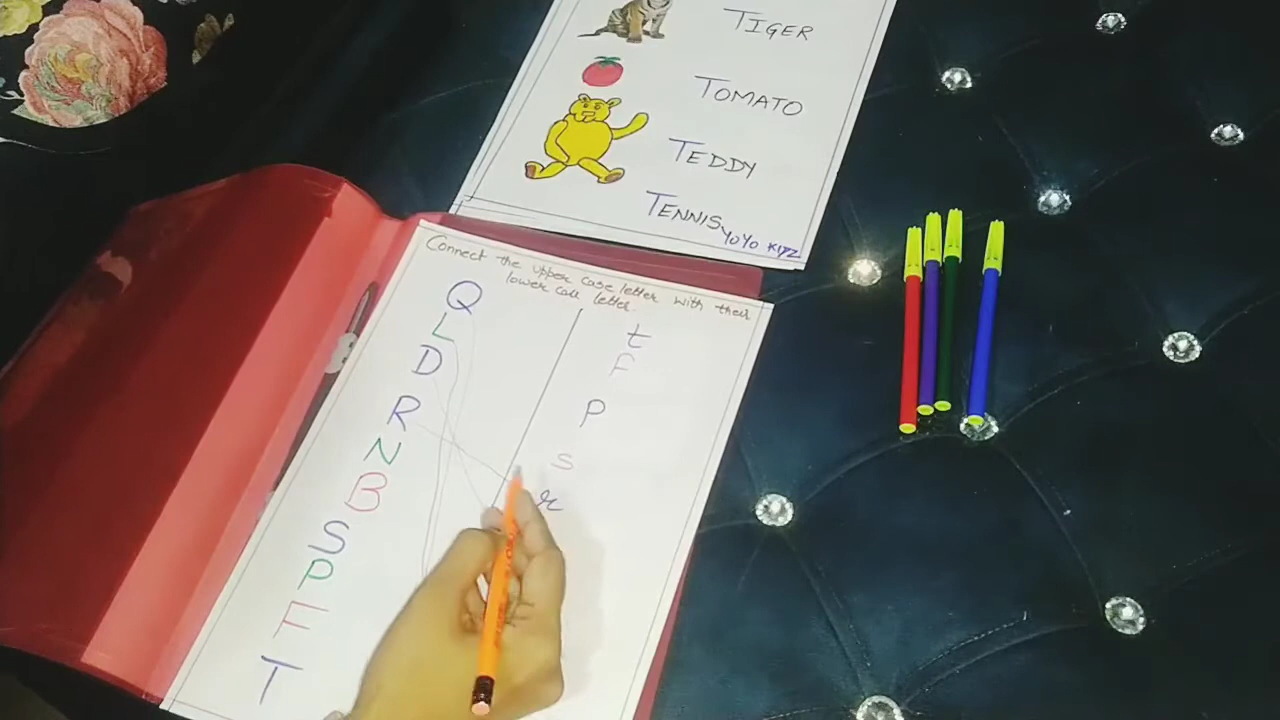 TIGER
TOMATO
TEDDY
TENNIS
YOYO KIDZ
Connect the upper case letter with their
lower case letter.
Q
L
D
R
N
B
S
P
F
T
t
f
p
s
r